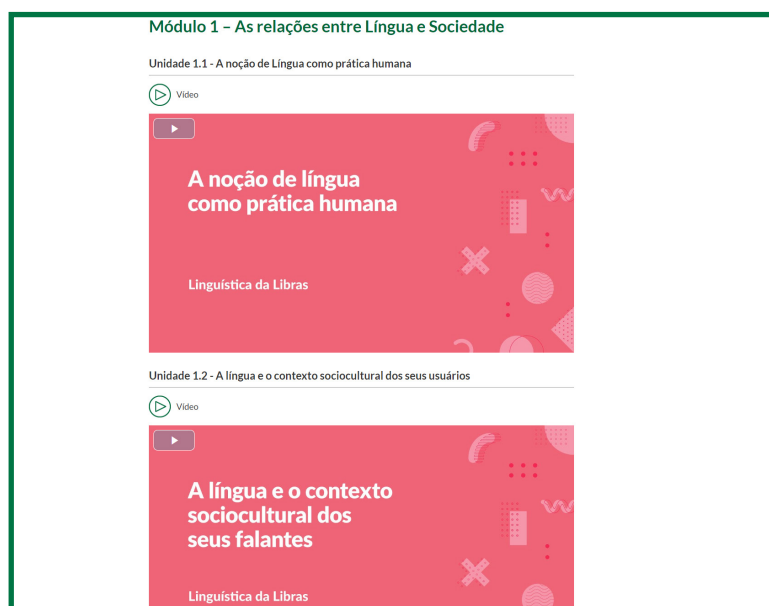 Módulo 1 – As relações entre Língua e Sociedade
Unidade 1.1 - A noção de Língua como prática humana
Vídeo
A noção de língua
como prática humana
Linguística da Libras
Unidade 1.2 - A língua e o contexto sociocultural dos seus usuários
Vídeo
A língua e o contexto
sociocultural dos
seus falantes
Linguística da Libras